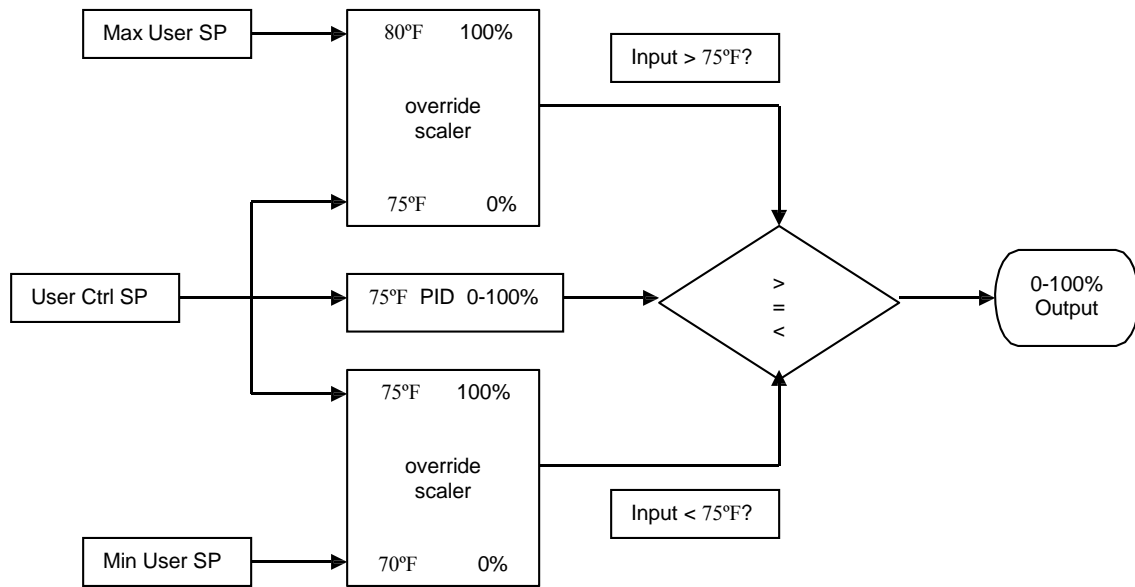 Max User SP
80ºF 100%
override
scaler
75ºF 0%
Input > 75ºF?
User Ctrl SP
75ºF PID 0-100%
>
=
<
0-100%
Output
75ºF 100%
override
scaler
70ºF 0%
Input < 75ºF?
Min User SP